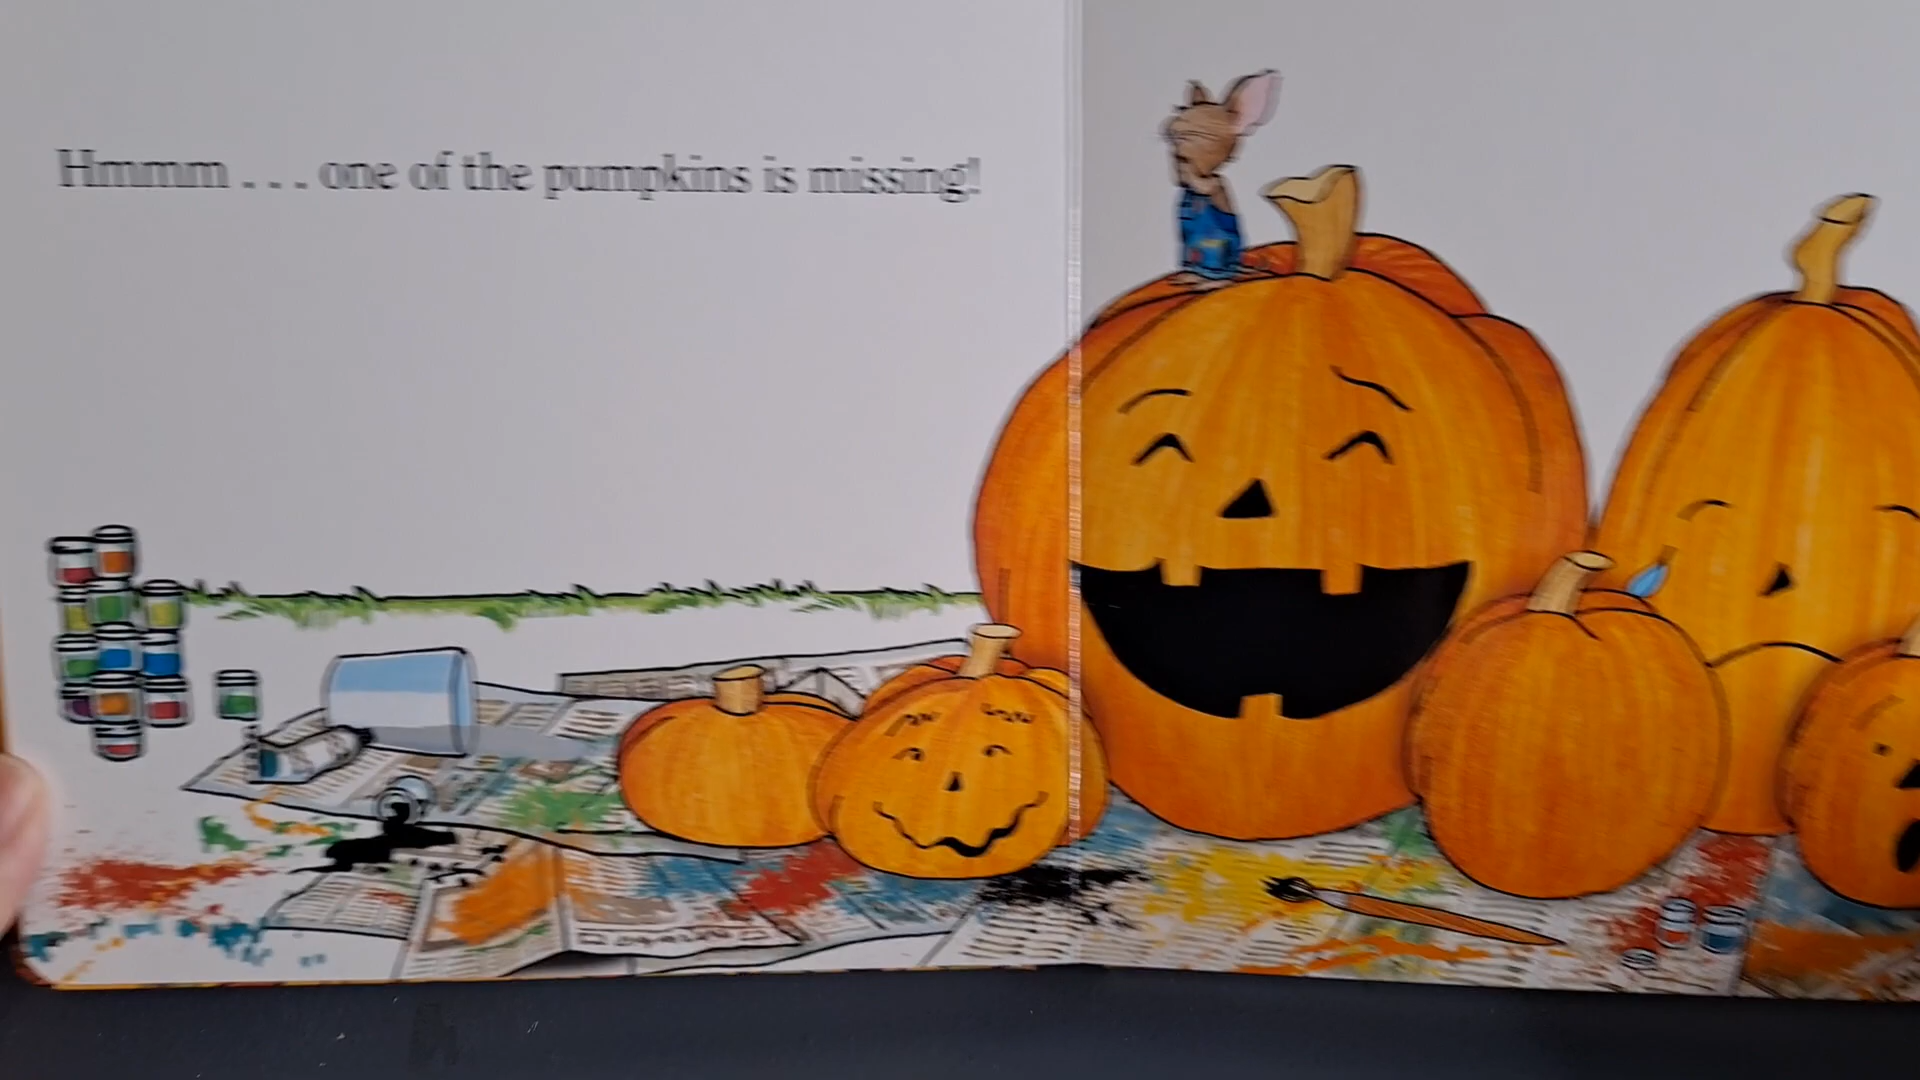 Hmmm . . . one of the pumpkins is missing!